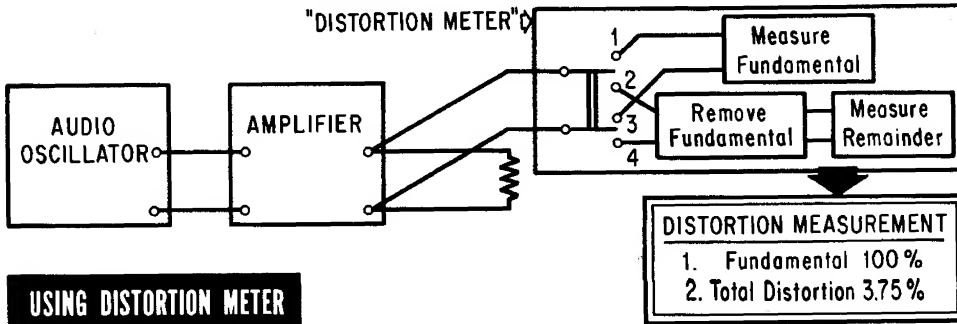 "DISTORTION METER"
1
2
3
4
Measure
Fundamental
Remove
Fundamental
Measure
Remainder
AUDIO
OSCILLATOR
AMPLIFIER
DISTORTION MEASUREMENT
1. Fundamental 100%
2. Total Distortion 3.75%
USING DISTORTION METER